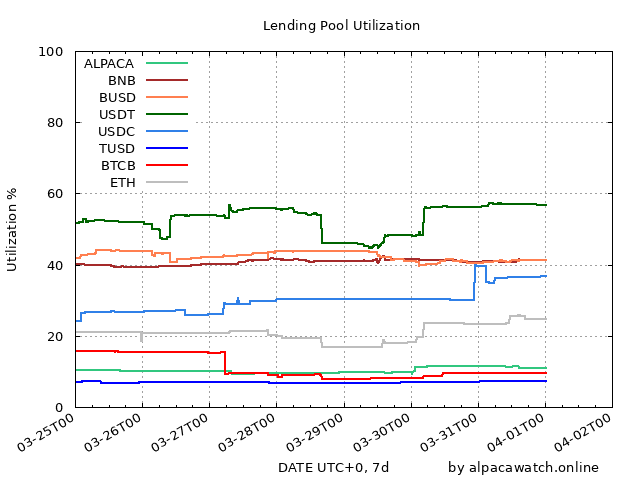 Lending Pool Utilization
Utilization %
100
80
60
40
20
0
ALPACA
BNB
BUSD
USDT
USDC
TUSD
BTCB
ETH
03-25T00
03-26T00
03-27T00
03-28T00
03-29T00
03-30T00
03-31T00
04-01T00
04-02T00
DATE UTC+0, 7d
by alpacawatch.online